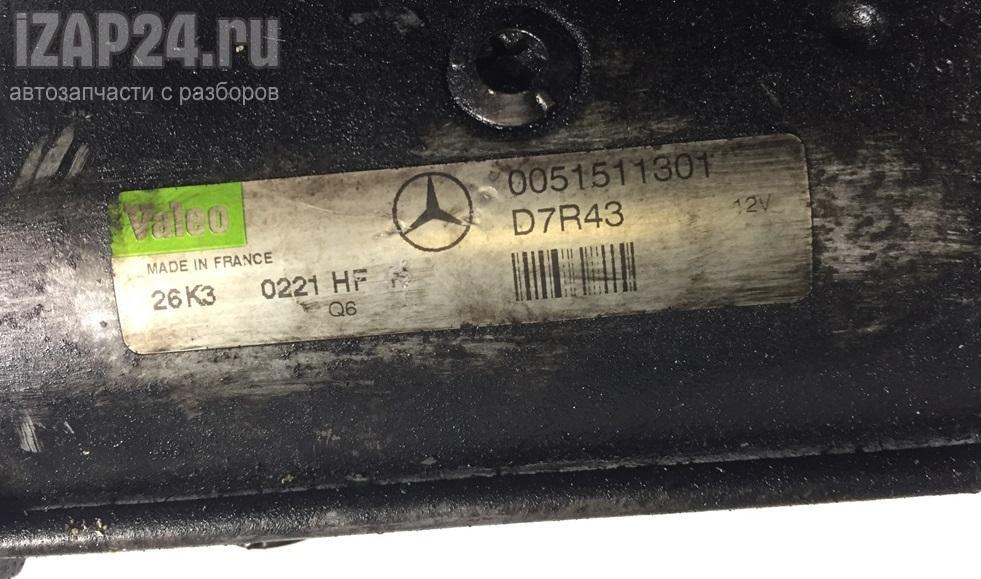 iZAP24.ru
автозапчасти с разборов
Valeo
0051511301
D7R43
12V
MADE IN FRANCE
26K3 0221 HF
Q6